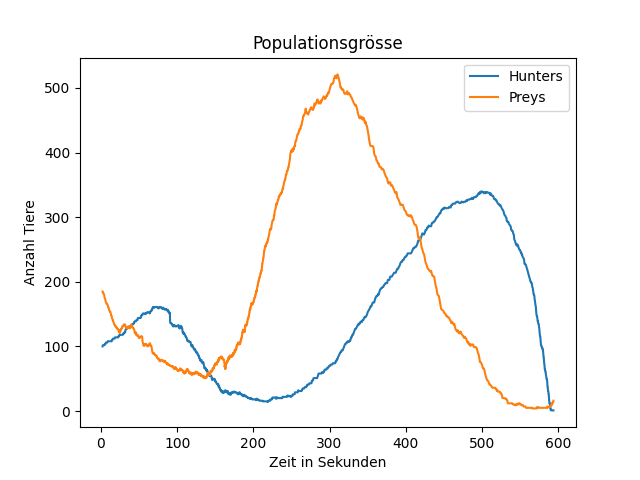 Populationsgrösse
Hunters
Preys
Anzahl Tiere
500
400
300
200
100
0
0 100 200 300 400 500 600
Zeit in Sekunden